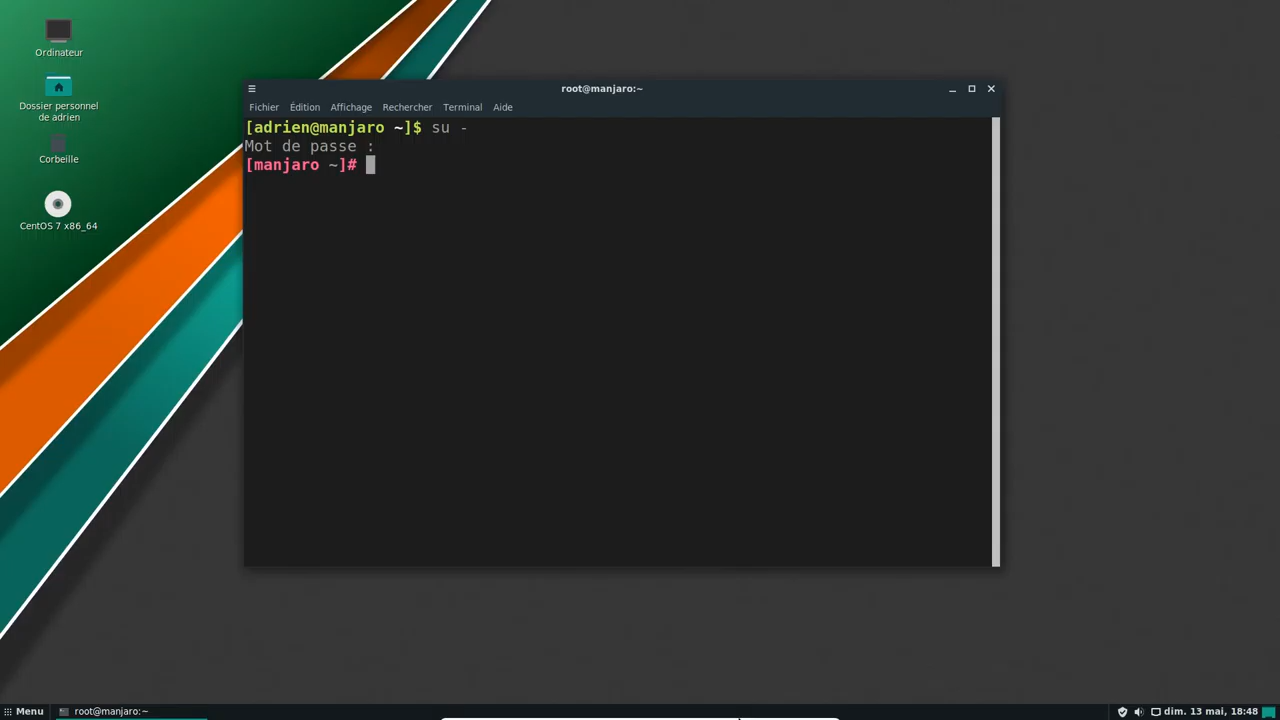 Ordinateur
Dossier personnel
de adrien
Corbeille
CentOS 7 x86_64
root@manjaro:~
Fichier Édition Affichage Rechercher Terminal Aide
[adrien@manjaro ~]$ su -
Mot de passe :
[manjaro ~]#
Menu root@manjaro:~ dim. 13 mai, 18:48